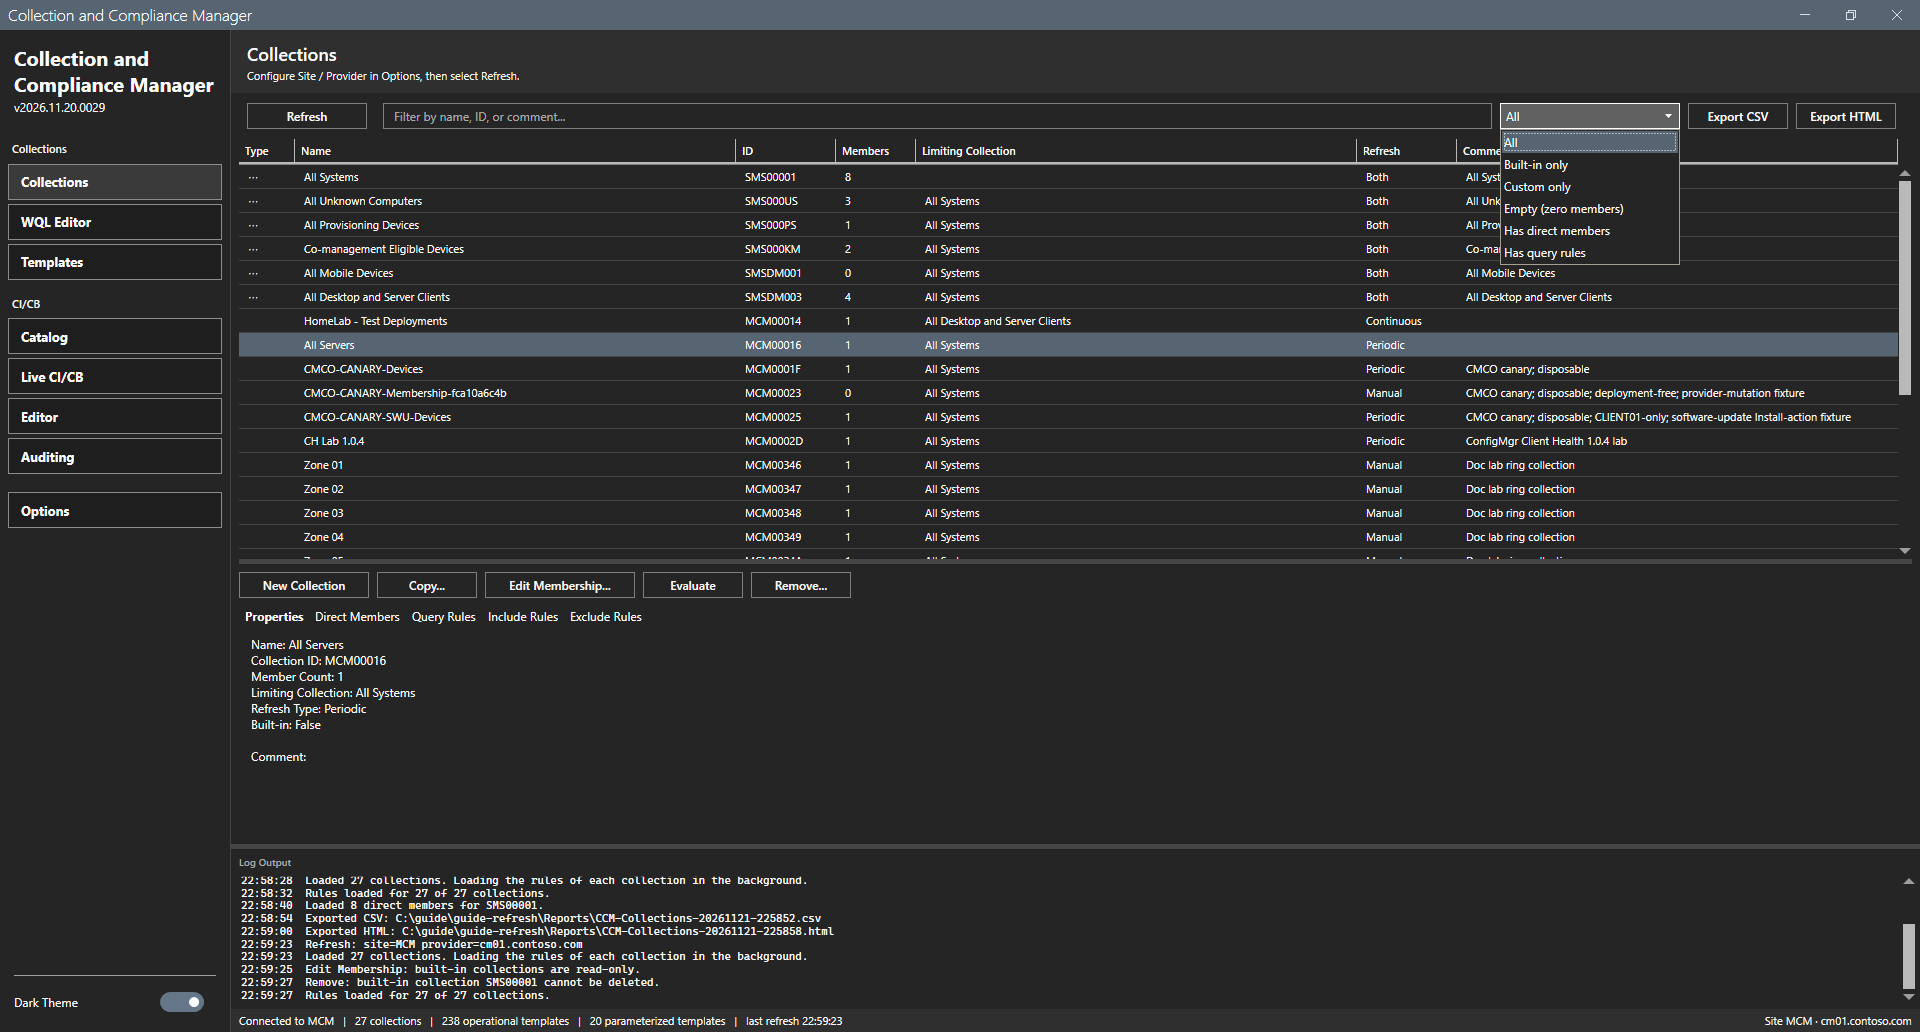 Collection and Compliance Manager
Collection and
Compliance Manager
v2026.11.20.0029
Collections
Collections
WQL Editor
Templates
CI/CB
Catalog
Live CI/CB
Editor
Auditing
Options
Dark Theme
Collections
Configure Site / Provider in Options, then select Refresh.
Refresh
Filter by name, ID, or comment...
All
Export CSV
Export HTML
All
Built-in only
Custom only
Empty (zero members)
Has direct members
Has query rules
Type Name ID Members Limiting Collection Refresh Comme
... All Systems SMS00001 8 Both All Syst
... All Unknown Computers SMS000US 3 All Systems Both All Unk
... All Provisioning Devices SMS000PS 1 All Systems Both All Pro
... Co-management Eligible Devices SMS000KM 2 All Systems Both Co-ma
... All Mobile Devices SMSDM001 0 All Systems Both All Mobile Devices
... All Desktop and Server Clients SMSDM003 4 All Systems Both All Desktop and Server Clients
HomeLab - Test Deployments MCM00014 1 All Desktop and Server Clients Continuous
All Servers MCM00016 1 All Systems Periodic
CMCO-CANARY-Devices MCM0001F 1 All Systems Periodic CMCO canary; disposable
CMCO-CANARY-Membership-fca10a6c4b MCM00023 0 All Systems Manual CMCO canary; disposable; deployment-free; provider-mutation fixture
CMCO-CANARY-SWU-Devices MCM00025 1 All Systems Periodic CMCO canary; disposable; CLIENT01-only; software-update Install-action fixture
CH Lab 1.0.4 MCM0002D 1 All Systems Periodic ConfigMgr Client Health 1.0.4 lab
Zone 01 MCM00346 1 All Systems Manual Doc lab ring collection
Zone 02 MCM00347 1 All Systems Manual Doc lab ring collection
Zone 03 MCM00348 1 All Systems Manual Doc lab ring collection
Zone 04 MCM00349 1 All Systems Manual Doc lab ring collection
New Collection
Copy...
Edit Membership...
Evaluate
Remove...
Properties Direct Members Query Rules Include Rules Exclude Rules
Name: All Servers
Collection ID: MCM00016
Member Count: 1
Limiting Collection: All Systems
Refresh Type: Periodic
Built-in: False
Comment:
Log Output
22:58:28 Loaded 27 collections. Loading the rules of each collection in the background.
22:58:32 Rules loaded for 27 of 27 collections.
22:58:40 Loaded 8 direct members for SMS00001.
22:58:54 Exported CSV: C:\guide\guide-refresh\Reports\CCM-Collections-20261121-225852.csv
22:59:00 Exported HTML: C:\guide\guide-refresh\Reports\CCM-Collections-20261121-225858.html
22:59:23 Refresh: site=MCM provider=cm01.contoso.com
22:59:23 Loaded 27 collections. Loading the rules of each collection in the background.
22:59:25 Edit Membership: built-in collections are read-only.
22:59:27 Remove: built-in collection SMS00001 cannot be deleted.
22:59:27 Rules loaded for 27 of 27 collections.
Connected to MCM | 27 collections | 238 operational templates | 20 parameterized templates | last refresh 22:59:23
Site MCM · cm01.contoso.com